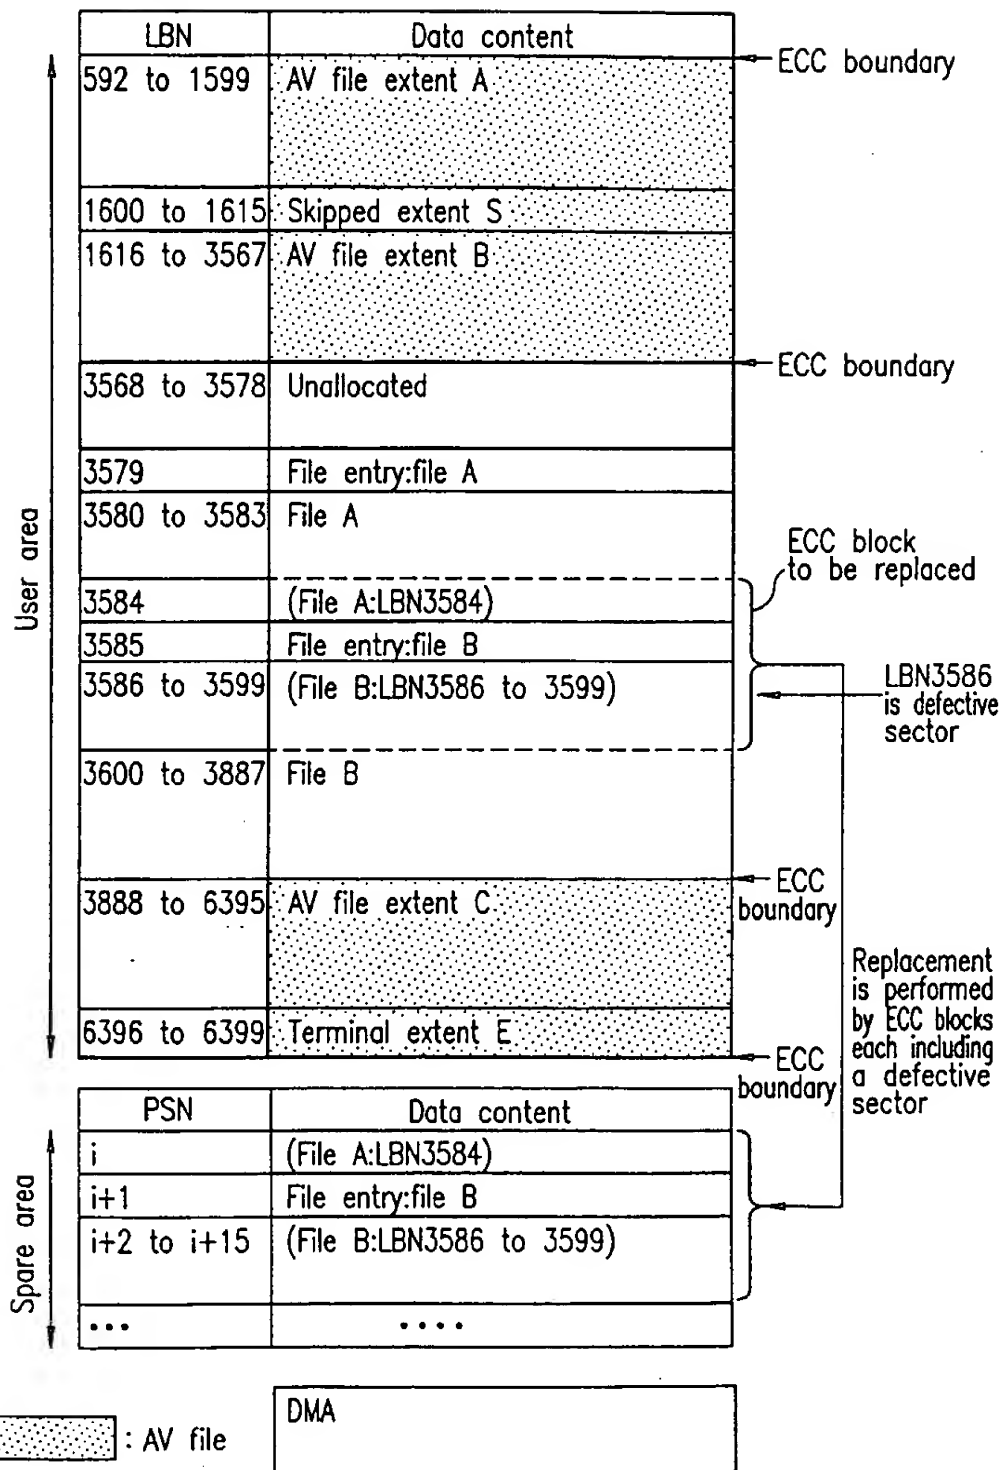 LBN Data content
ECC boundary
592 to 1599 AV file extent A
1600 to 1615 Skipped extent S
1616 to 3567 AV file extent B
ECC boundary
3568 to 3578 Unallocated
3579 File entry:file A
3580 to 3583 File A
ECC block
to be replaced
3584 (File A:LBN3584)
3585 File entry:file B
3586 to 3599 (File B:LBN3586 to 3599)
LBN3586
is defective
sector
3600 to 3887 File B
ECC
boundary
3888 to 6395 AV file extent C
Replacement
is performed
by ECC blocks
each including
a defective
sector
6396 to 6399 Terminal extent E
ECC
boundary
User area
PSN Data content
i (File A:LBN3584)
i+1 File entry:file B
i+2 to i+15 (File B:LBN3586 to 3599)
... ....
Spare area
: AV file
DMA